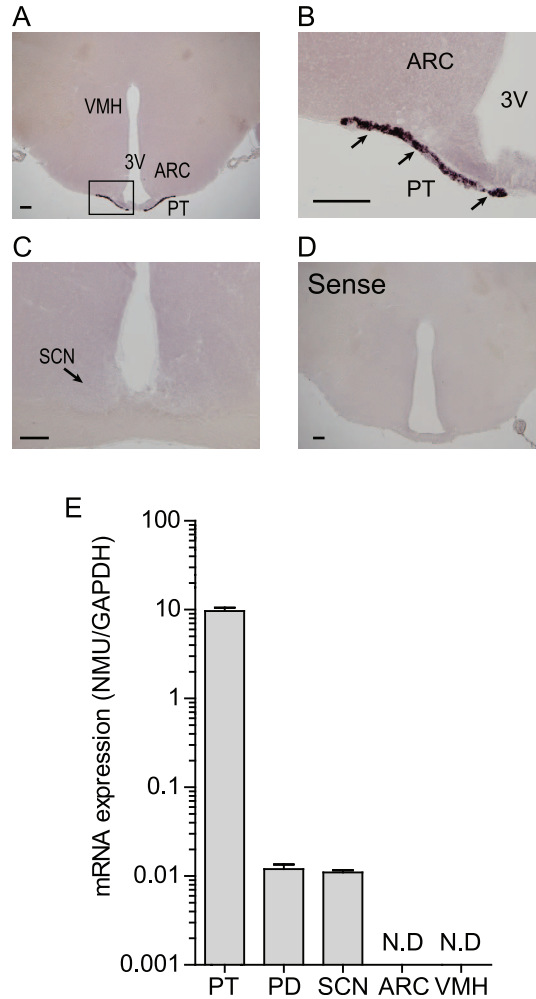 A
VMH
3V
ARC
PT
B
ARC
3V
PT
C
SCN
D
Sense
E
mRNA expression (NMU/GAPDH)
100
10
1
0.1
0.01
0.001
N.D N.D
PT PD SCN ARC VMH